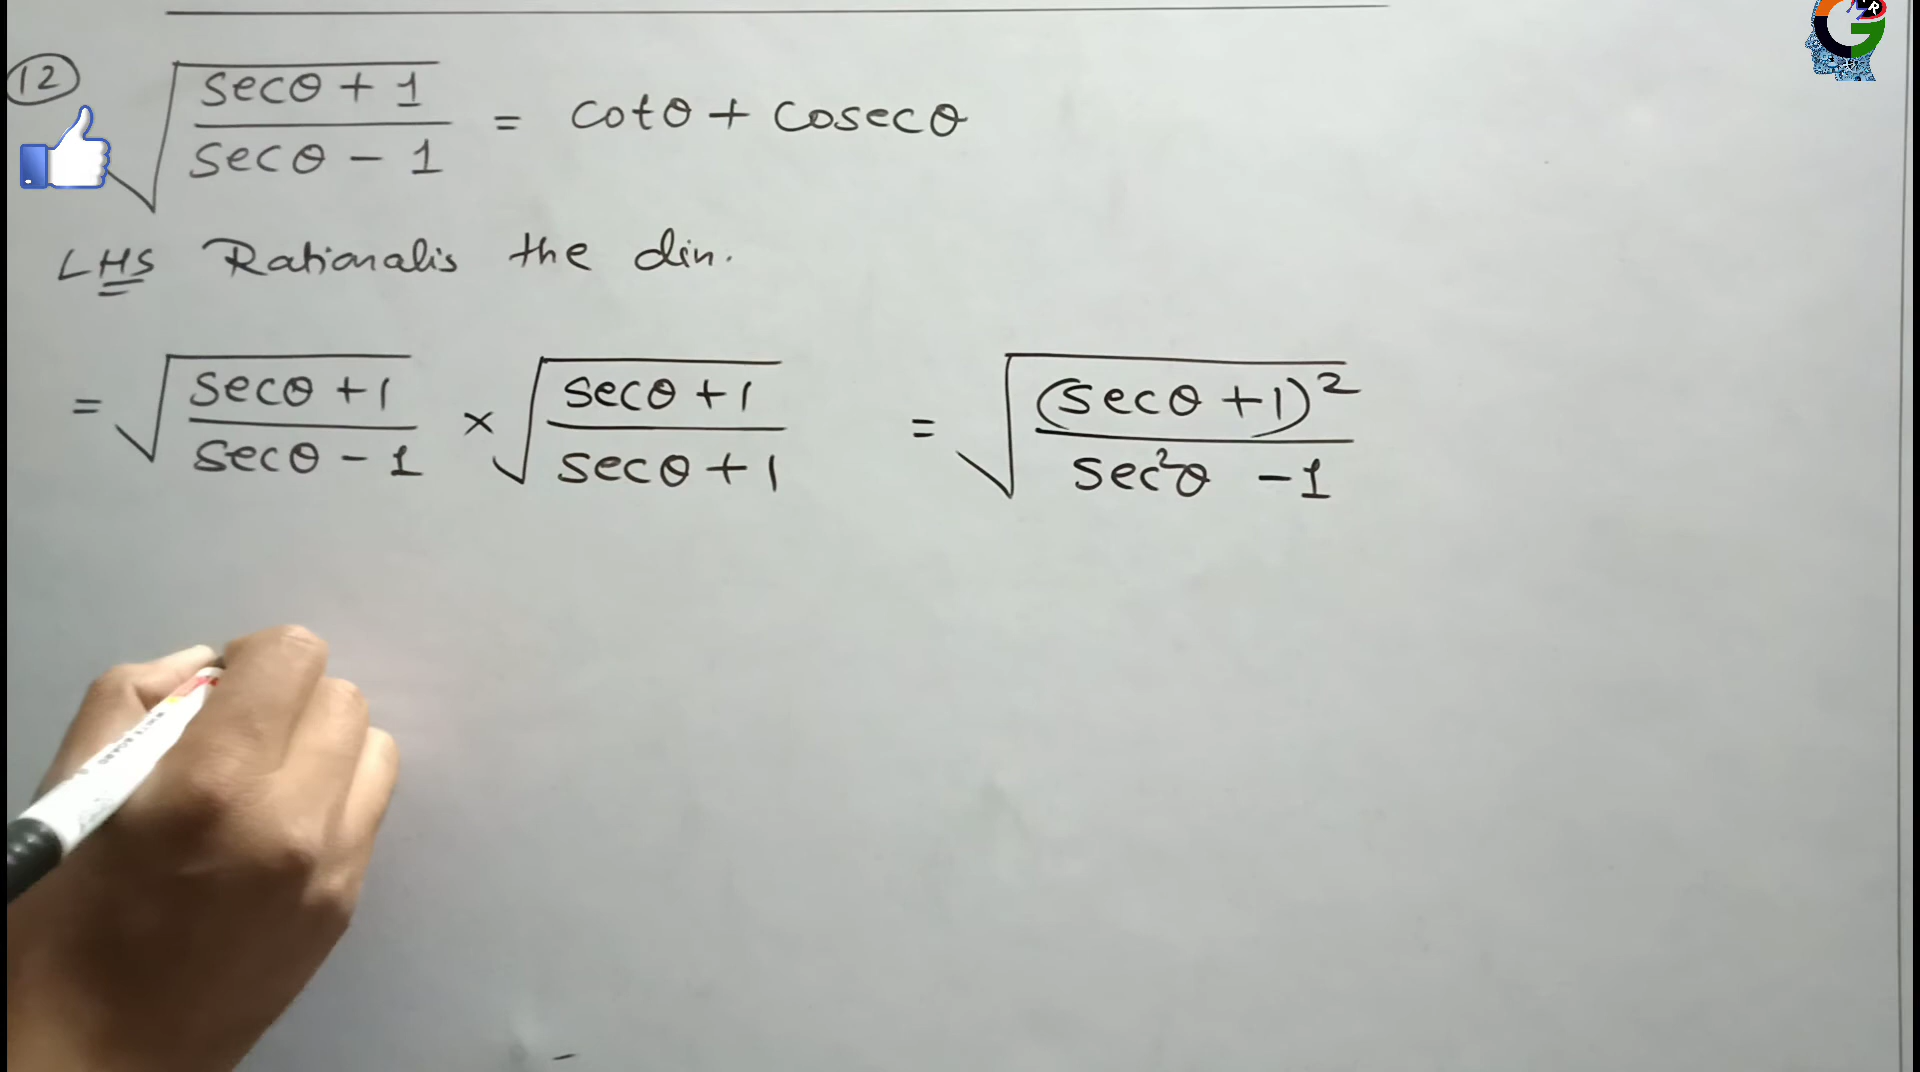 12 √(secθ + 1 / secθ - 1) = cotθ + cosecθ
LHS Rationalis the din.
= √(secθ + 1 / secθ - 1) × √(secθ + 1 / secθ + 1) = √((secθ + 1)² / sec²θ - 1)